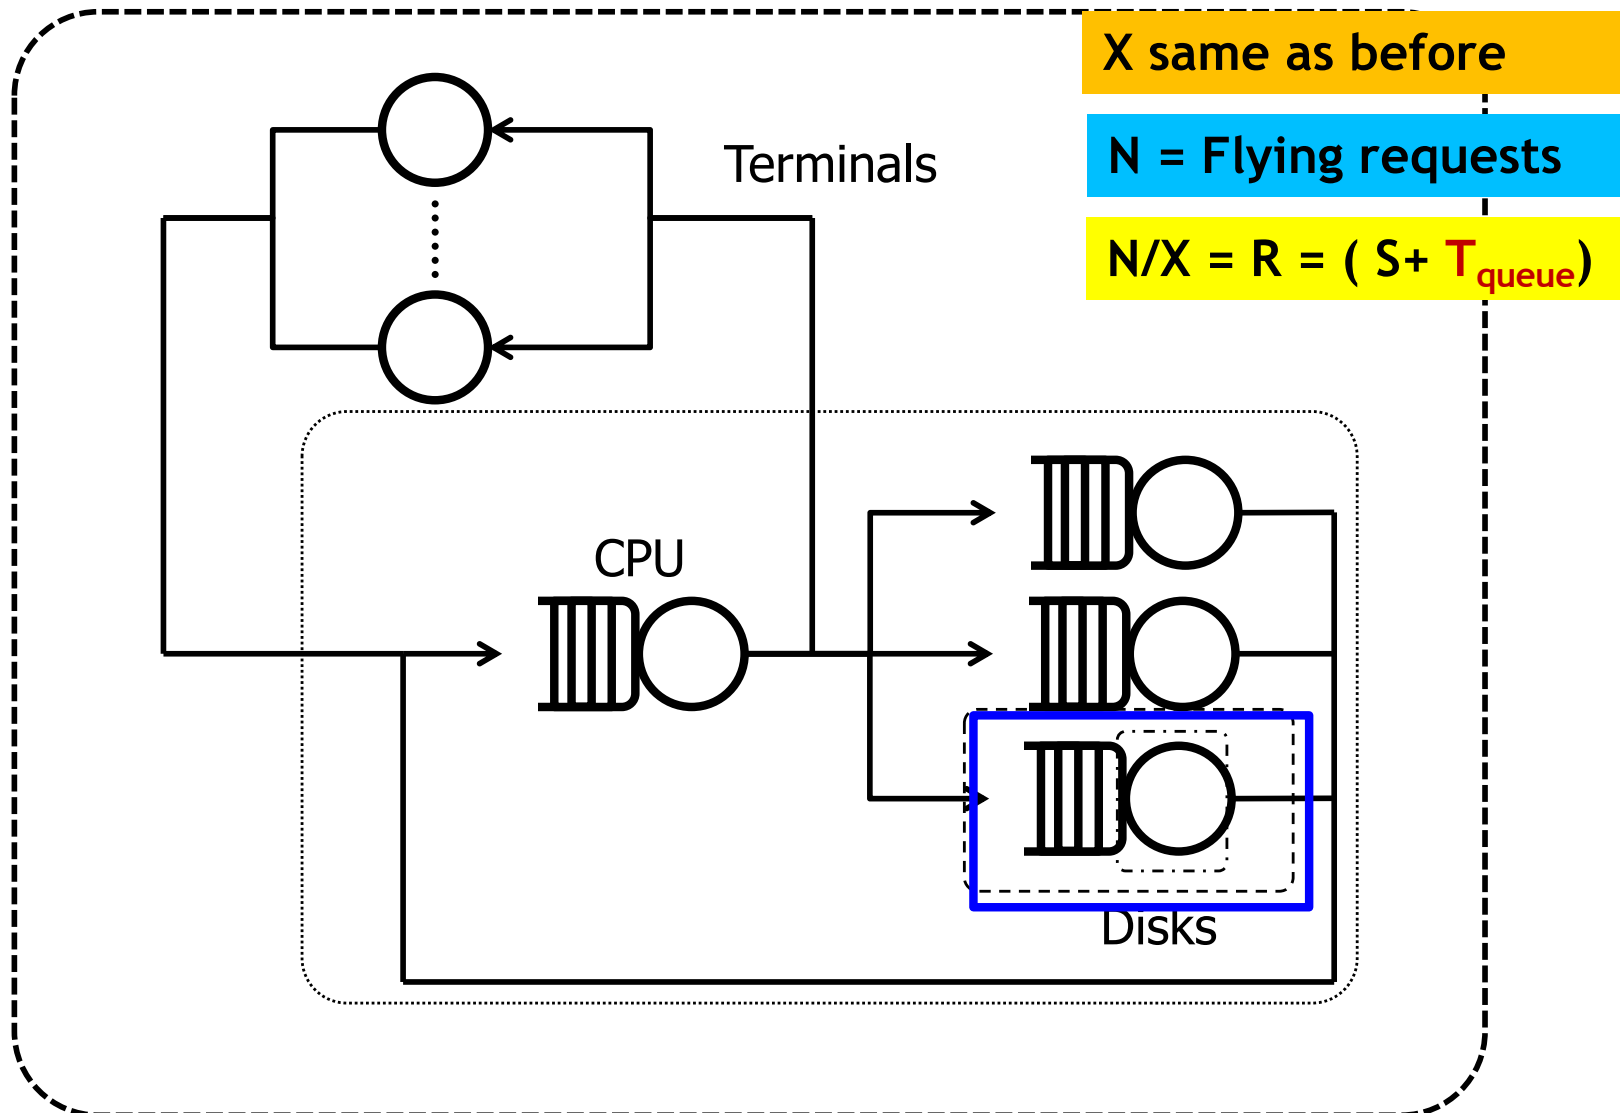 X same as before
N = Flying requests
Terminals
N/X = R = ( S+ Tqueue)
CPU
Disks